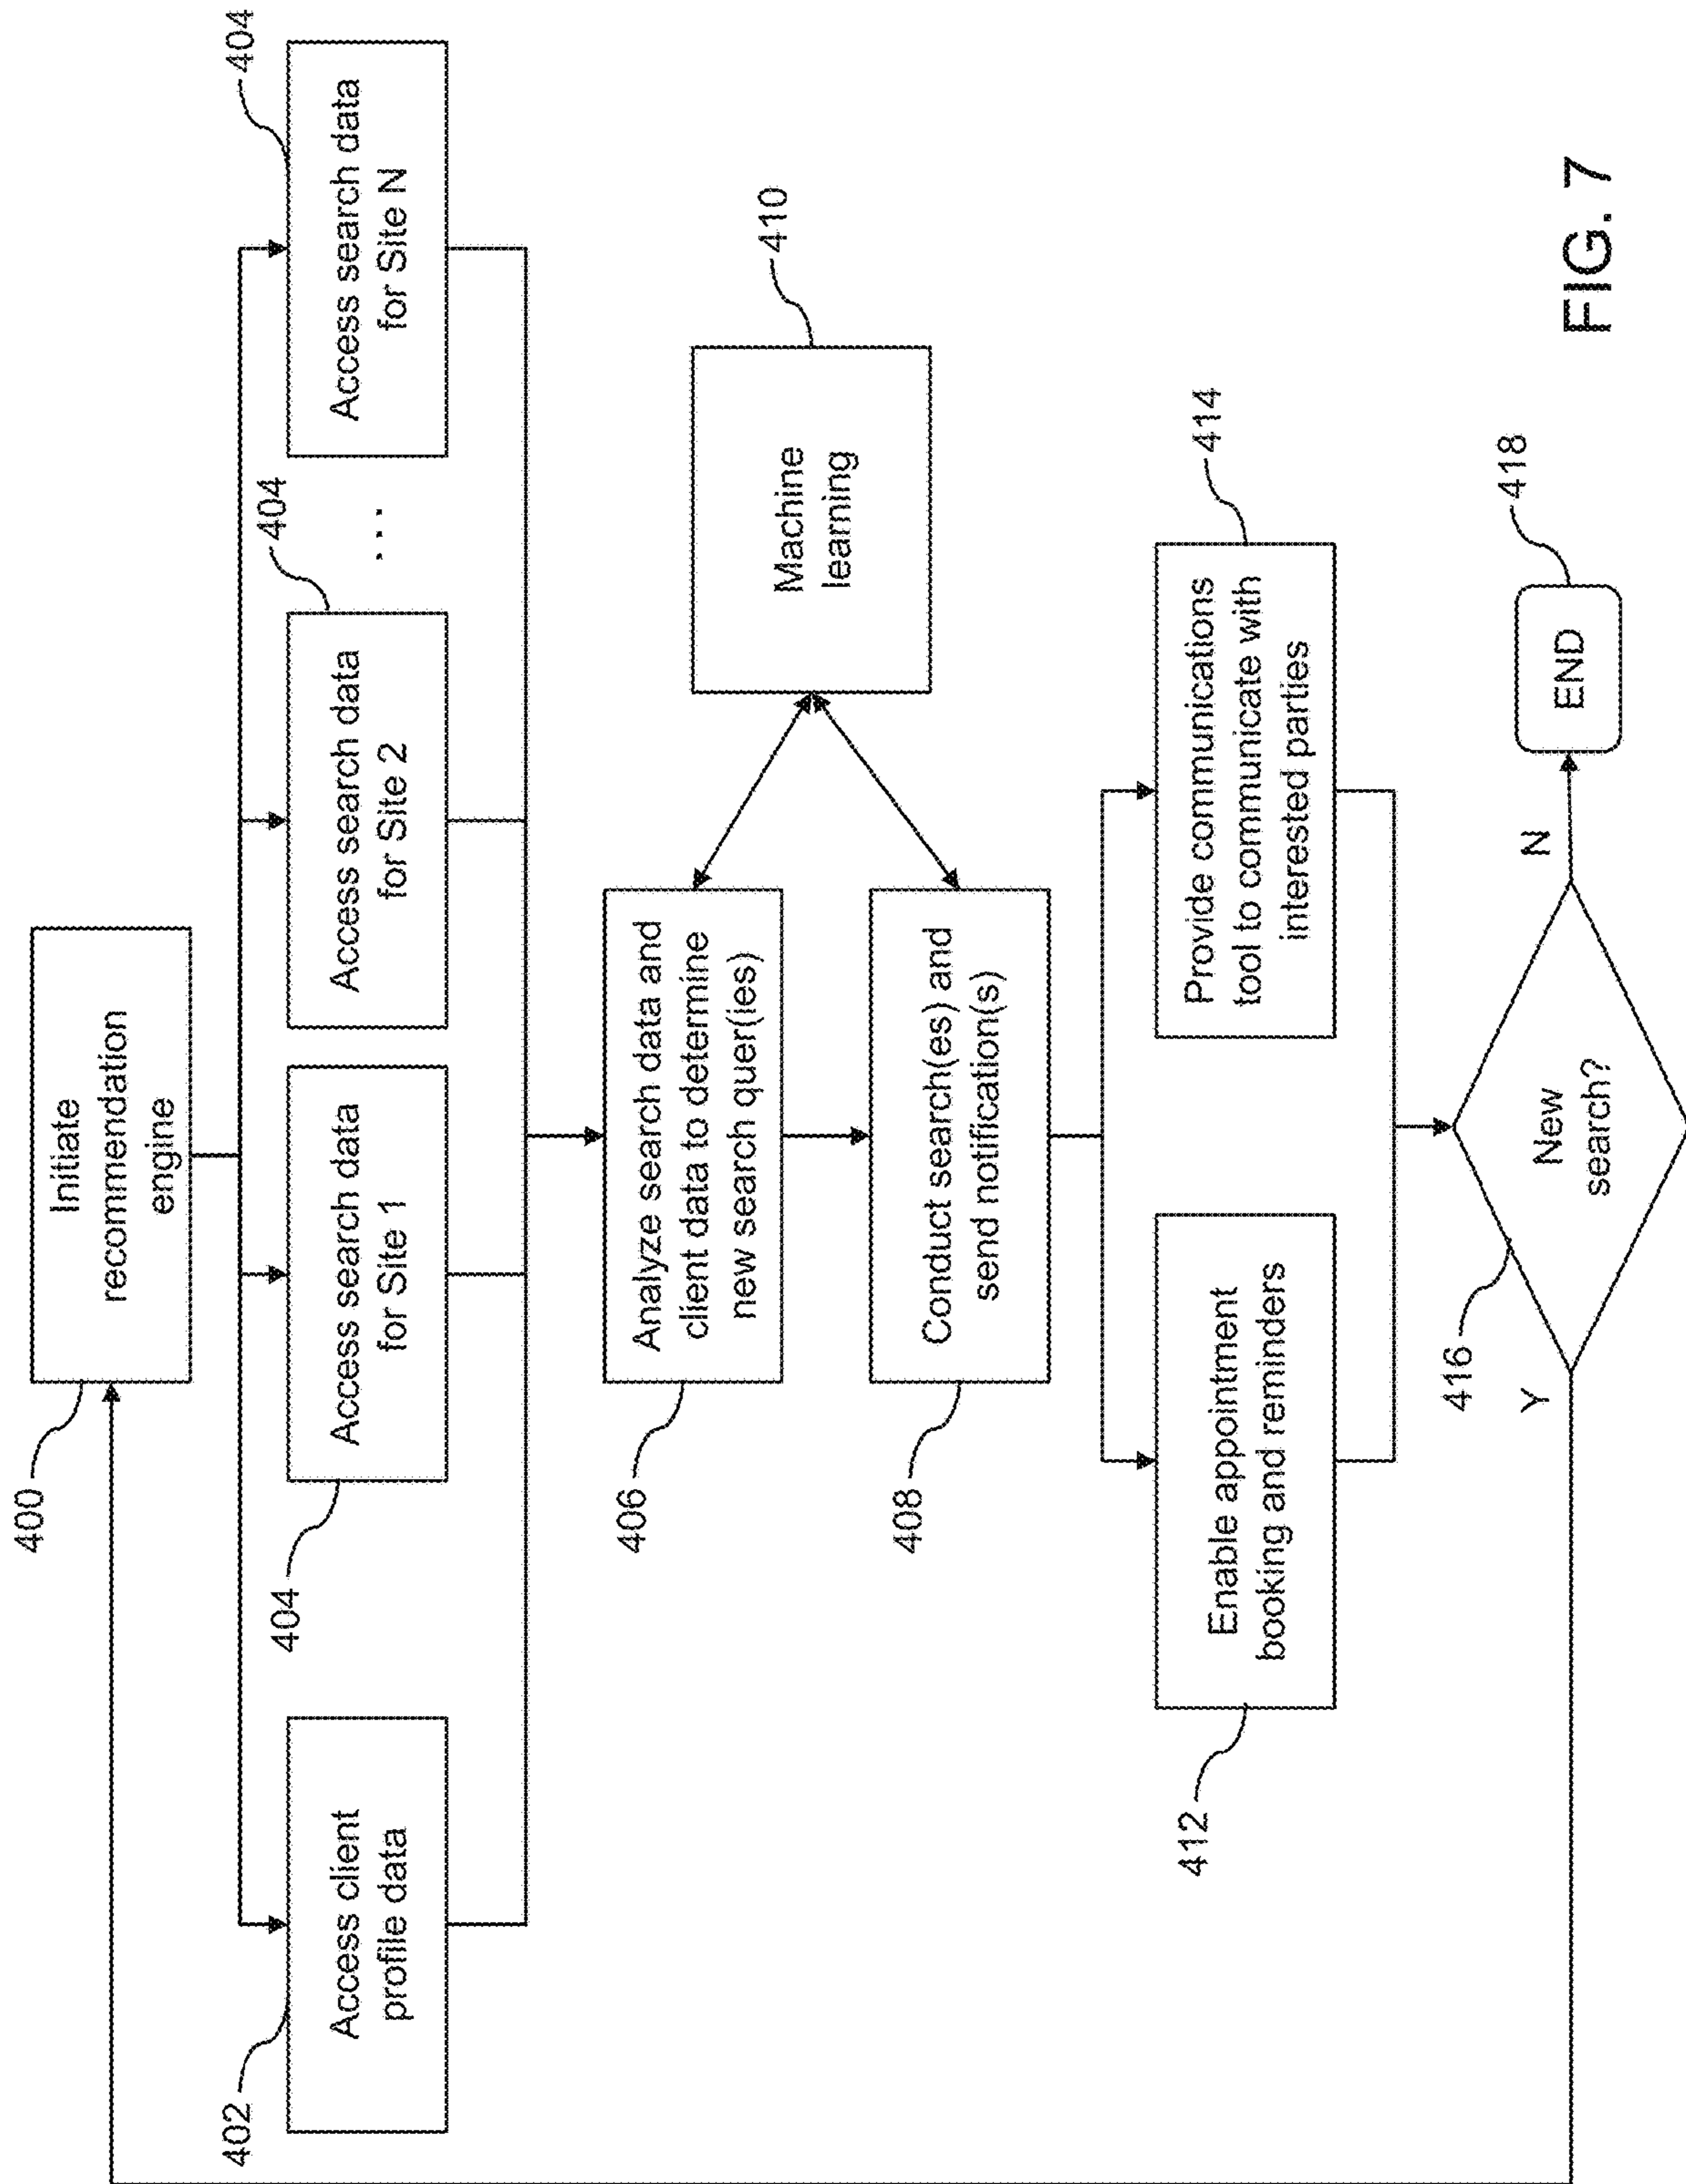 400
Initiate
recommendation
engine
402
Access client
profile data
404
Access search data
for Site 1
404
Access search data
for Site 2
. . .
404
Access search data
for Site N
406
Analyze search data and
client data to determine
new search quer(ies)
410
Machine
learning
408
Conduct search(es) and
send notification(s)
412
Enable appointment
booking and reminders
414
Provide communications
tool to communicate with
interested parties
416
New
search?
Y
N
END
418
FIG. 7